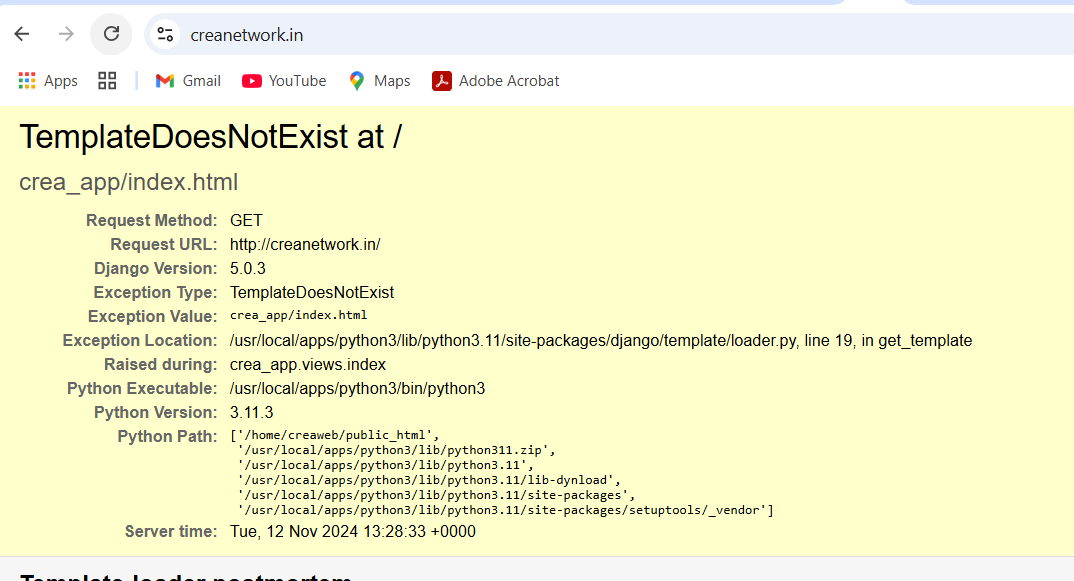 creanetwork.in
Apps Gmail YouTube Maps Adobe Acrobat
TemplateDoesNotExist at /
crea_app/index.html
Request Method: GET
Request URL: http://creanetwork.in/
Django Version: 5.0.3
Exception Type: TemplateDoesNotExist
Exception Value: crea_app/index.html
Exception Location: /usr/local/apps/python3/lib/python3.11/site-packages/django/template/loader.py, line 19, in get_template
Raised during: crea_app.views.index
Python Executable: /usr/local/apps/python3/bin/python3
Python Version: 3.11.3
Python Path: ['/home/creaweb/public_html',
'/usr/local/apps/python3/lib/python311.zip',
'/usr/local/apps/python3/lib/python3.11',
'/usr/local/apps/python3/lib/python3.11/lib-dynload',
'/usr/local/apps/python3/lib/python3.11/site-packages',
'/usr/local/apps/python3/lib/python3.11/site-packages/setuptools/_vendor']
Server time: Tue, 12 Nov 2024 13:28:33 +0000
Template-loader postmortem